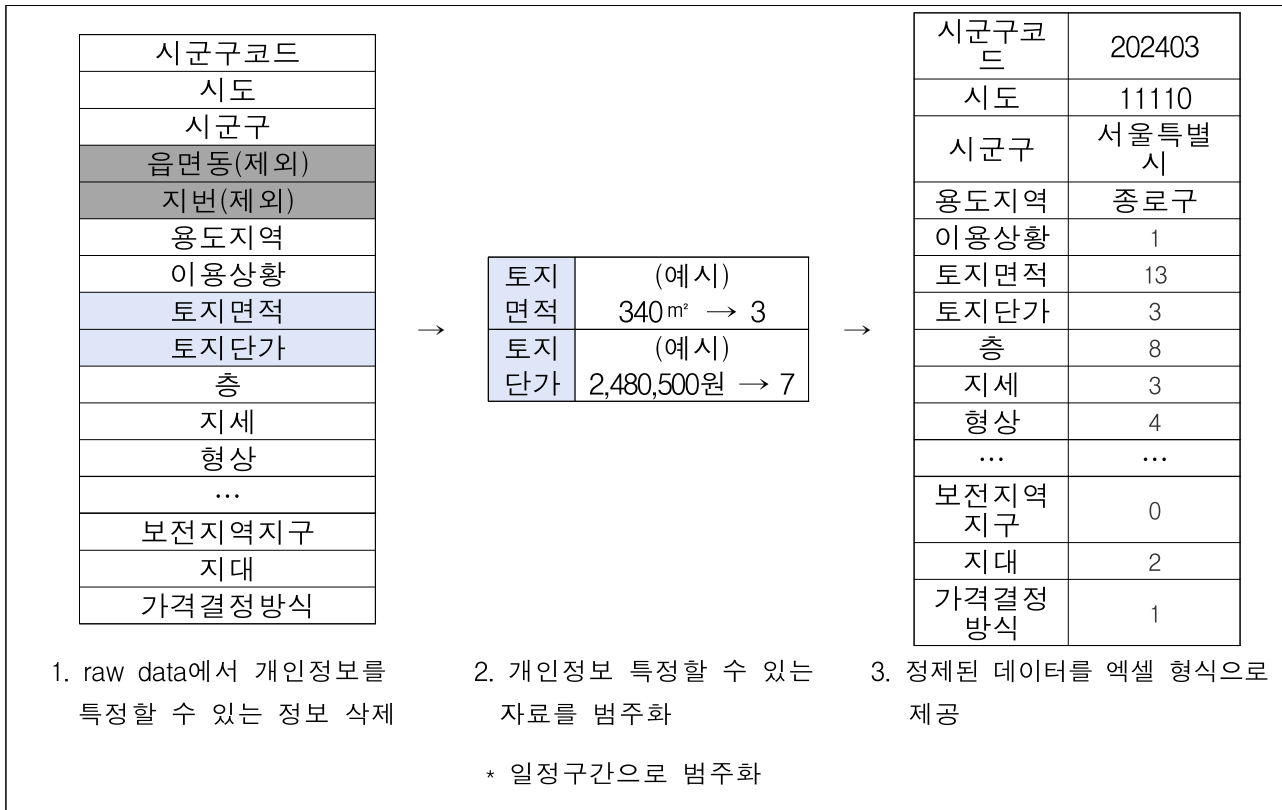 시군구코드
시도
시군구
읍면동(제외)
지번(제외)
용도지역
이용상황
토지면적
토지단가
층
지세
형상
…
보전지역지구
지대
가격결정방식
1. raw data에서 개인정보를
특정할 수 있는 정보 삭제
→
토지 (예시)
면적 340㎡ → 3
토지 (예시)
단가 2,480,500원 → 7
2. 개인정보 특정할 수 있는
자료를 범주화
* 일정구간으로 범주화
→
시군구코
드 202403
시도 11110
시군구 서울특별
시
용도지역 종로구
이용상황 1
토지면적 13
토지단가 3
층 8
지세 3
형상 4
… …
보전지역
지구 0
지대 2
가격결정
방식 1
3. 정제된 데이터를 엑셀 형식으로
제공